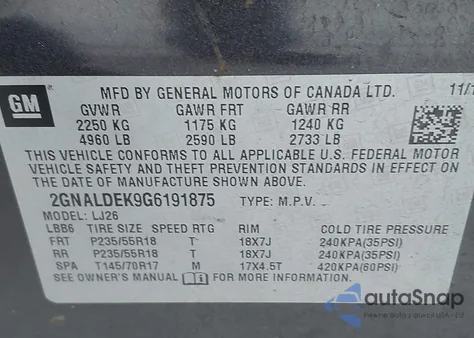 GM
MFD BY GENERAL MOTORS OF CANADA LTD. 11/1
GVWR GAWR FRT GAWR RR
2250 KG 1175 KG 1240 KG
4960 LB 2590 LB 2733 LB
THIS VEHICLE CONFORMS TO ALL APPLICABLE U.S. FEDERAL MOTOR
VEHICLE SAFETY AND THEFT PREVENTION STANDARDS IN EFFECT ON
THE DATE OF MANUFACTURE SHOWN ABOVE.
2GNALDEK9G6191875 TYPE: M.P.V.
MODEL: LJ26
LBB6 TIRE SIZE SPEED RTG RIM COLD TIRE PRESSURE
FRT P235/55R18 T 18X7J 240KPA(35PSI)
RR P235/55R18 T 18X7J 240KPA(35PSI)
SPA T145/70R17 M 17X4.5T 420KPA(60PSI)
SEE OWNER'S MANUAL
autoSnap